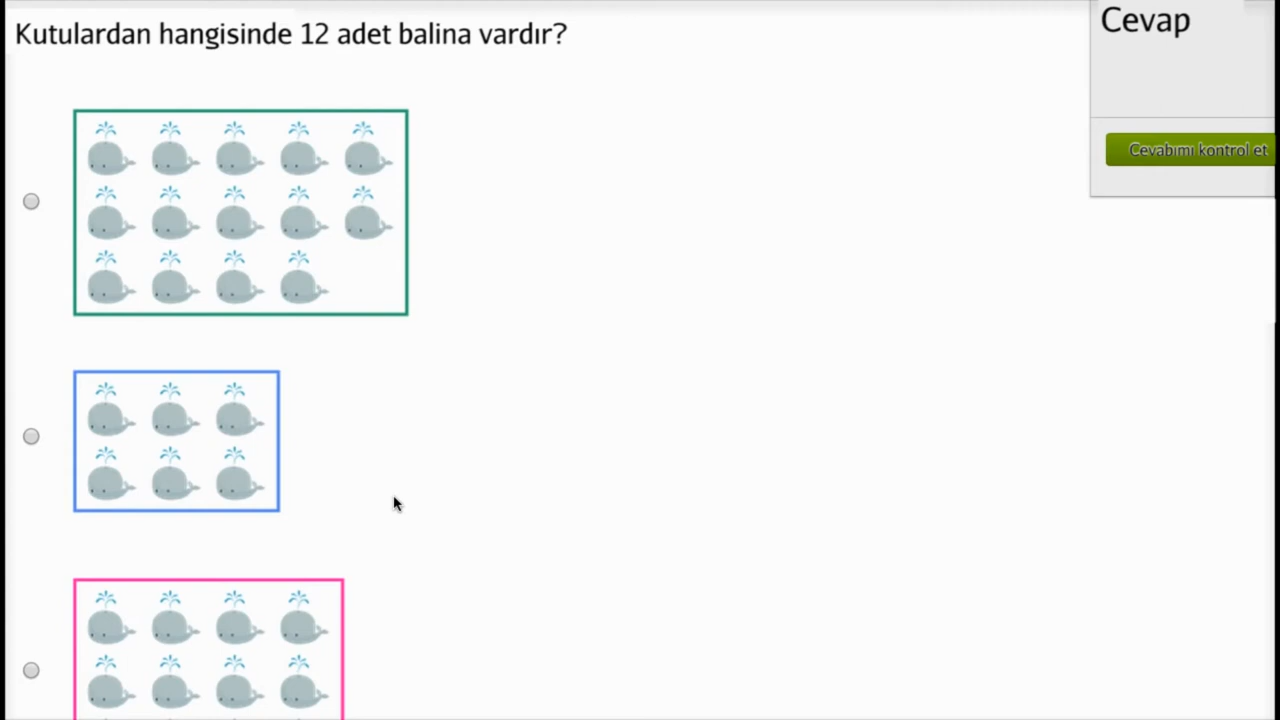 Kutulardan hangisinde 12 adet balina vardır?
Cevap
Cevabımı kontrol et